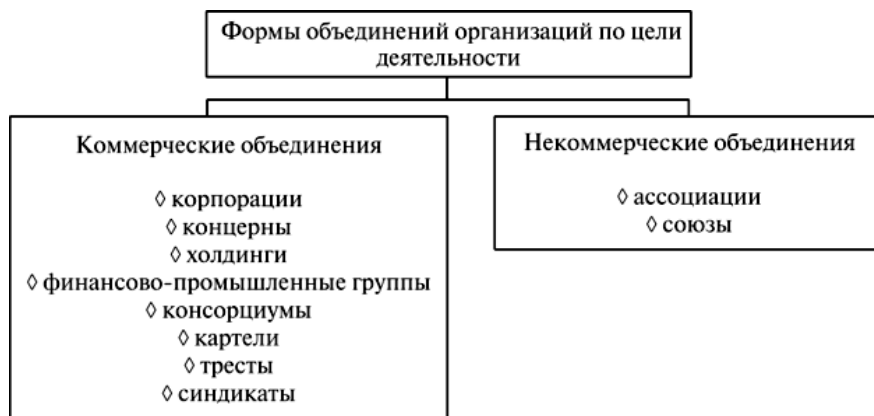 Формы объединений организаций по цели
деятельности
Коммерческие объединения
◊ корпорации
◊ концерны
◊ холдинги
◊ финансово-промышленные группы
◊ консорциумы
◊ картели
◊ тресты
◊ синдикаты
Некоммерческие объединения
◊ ассоциации
◊ союзы